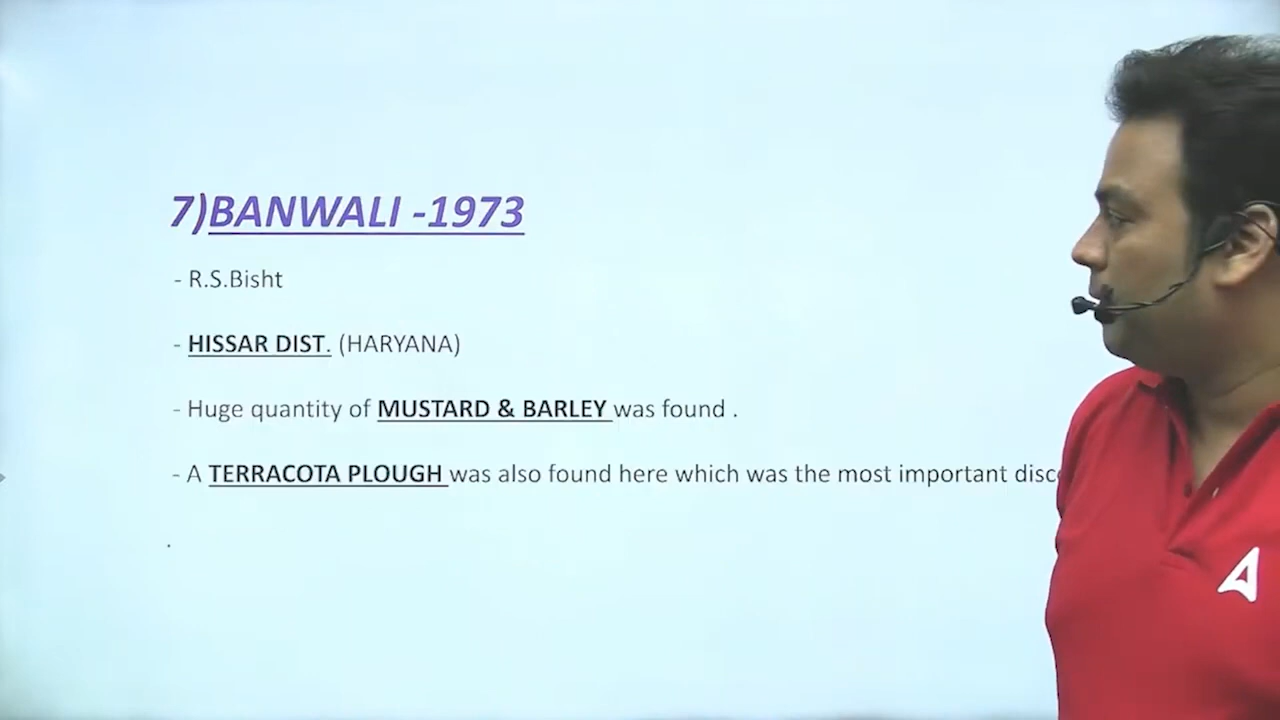 7)BANWALI -1973
- R.S.Bisht
- HISSAR DIST. (HARYANA)
- Huge quantity of MUSTARD & BARLEY was found .
- A TERRACOTA PLOUGH was also found here which was the most important
.